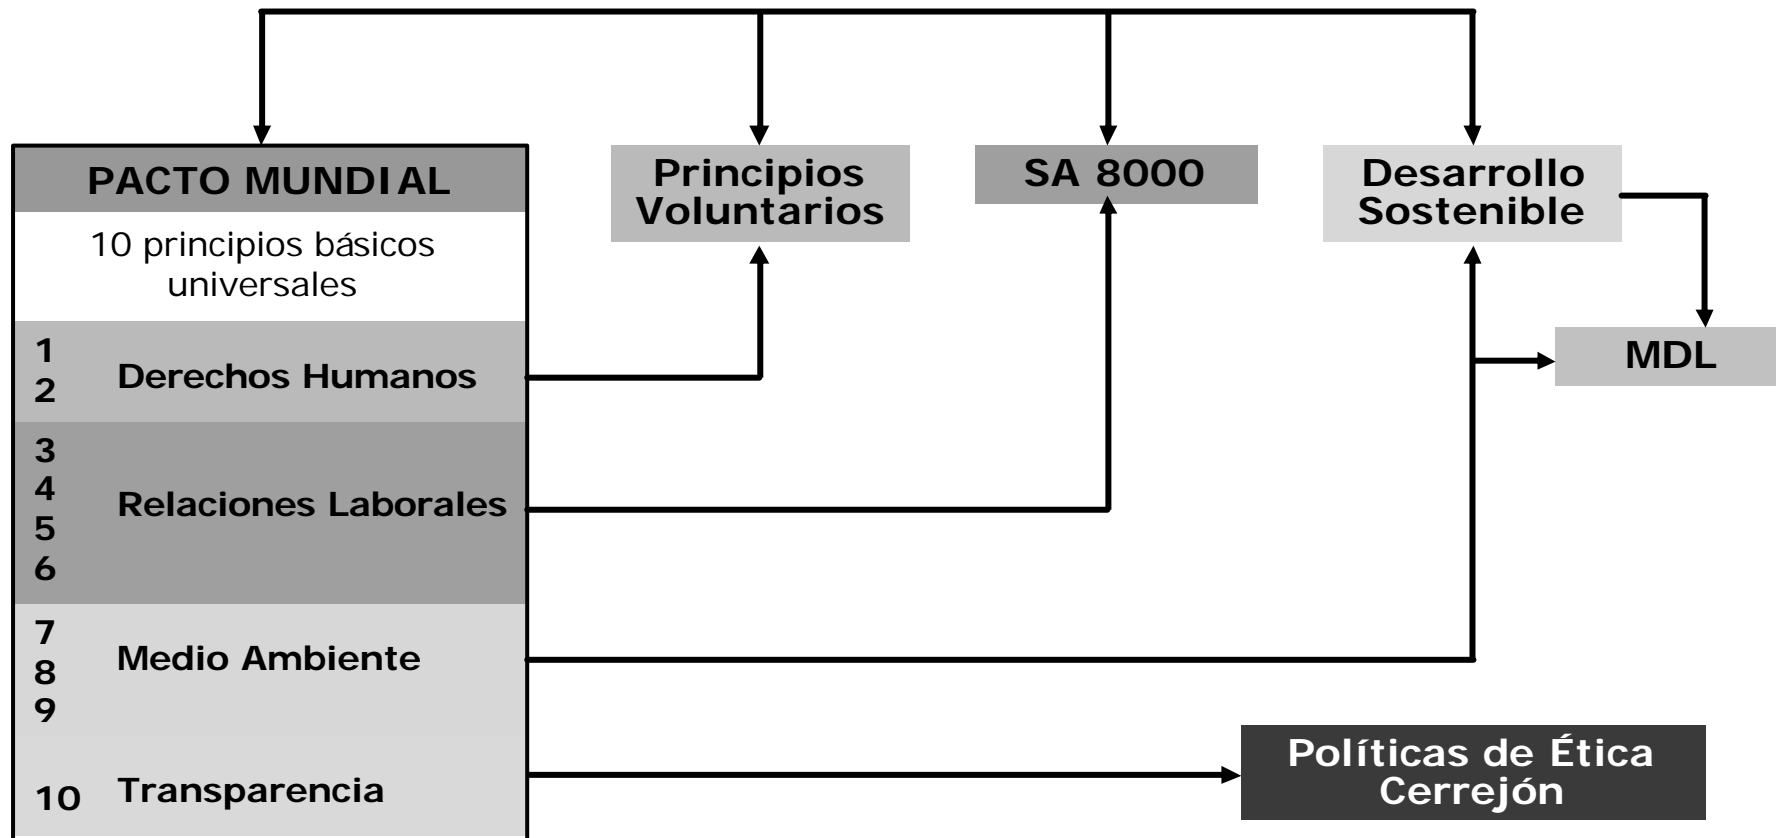 PACTO MUNDIAL
10 principios básicos
universales
1
2
Derechos Humanos
3
4
5
6
Relaciones Laborales
7
8
9
Medio Ambiente
10
Transparencia
Principios
Voluntarios
SA 8000
Desarrollo
Sostenible
MDL
Políticas de Ética
Cerrejón